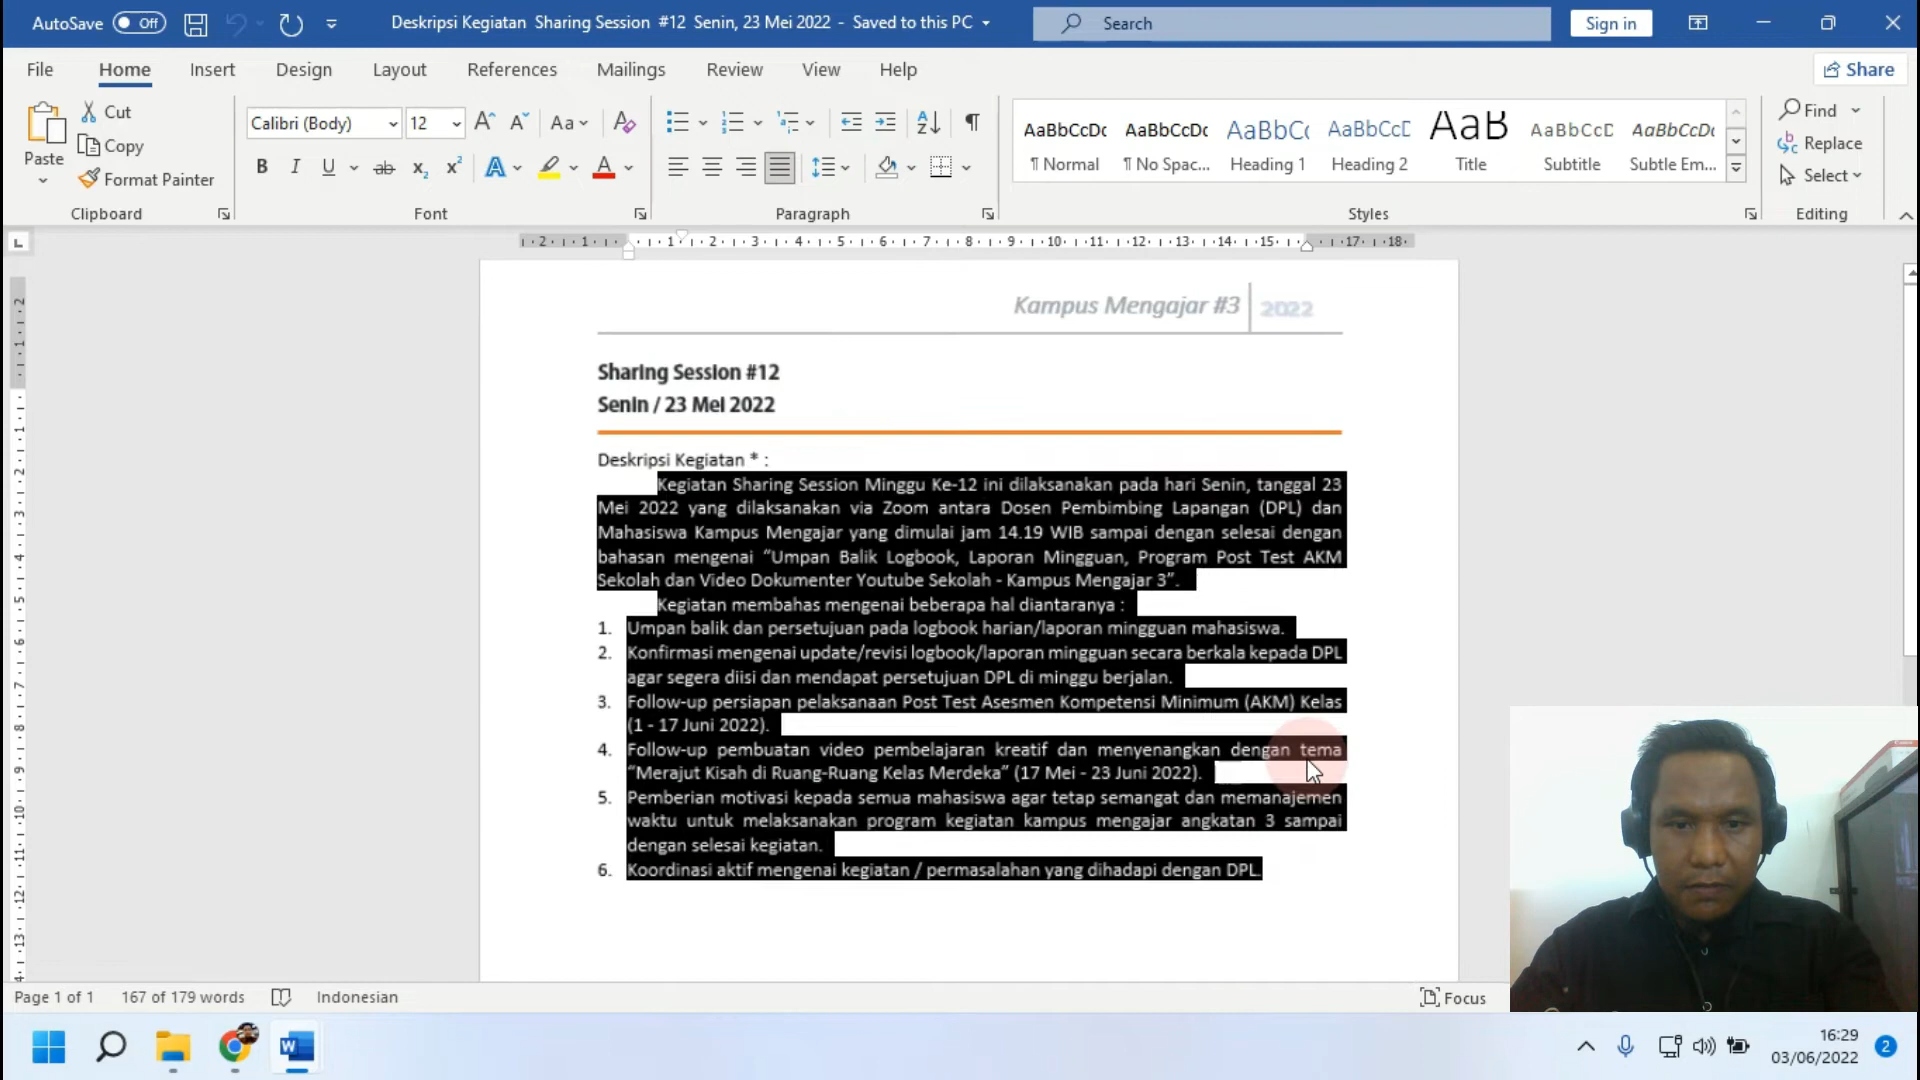 AutoSave Off Deskripsi Kegiatan Sharing Session #12 Senin, 23 Mei 2022 - Saved to this PC Search Sign in
File Home Insert Design Layout References Mailings Review View Help Share
Paste Cut Copy Format Painter
Calibri (Body) 12 Aa
B I U ab x₂ x² A A
AaBbCcDc AaBbCcDc AaBbCc AaBbCcD AaB AaBbCcD AaBbCcDc
¶ Normal ¶ No Spac... Heading 1 Heading 2 Title Subtitle Subtle Em...
Find
Replace
Select
Clipboard Font Paragraph Styles Editing
Kampus Mengajar #3 2022
Sharing Session #12
Senin / 23 Mei 2022
Deskripsi Kegiatan * :
Kegiatan Sharing Session Minggu Ke-12 ini dilaksanakan pada hari Senin, tanggal 23
Mei 2022 yang dilaksanakan via Zoom antara Dosen Pembimbing Lapangan (DPL) dan
Mahasiswa Kampus Mengajar yang dimulai jam 14.19 WIB sampai dengan selesai dengan
bahasan mengenai “Umpan Balik Logbook, Laporan Mingguan, Program Post Test AKM
Sekolah dan Video Dokumenter Youtube Sekolah - Kampus Mengajar 3”.
Kegiatan membahas mengenai beberapa hal diantaranya :
1. Umpan balik dan persetujuan pada logbook harian/laporan mingguan mahasiswa.
2. Konfirmasi mengenai update/revisi logbook/laporan mingguan secara berkala kepada DPL
agar segera diisi dan mendapat persetujuan DPL di minggu berjalan.
3. Follow-up persiapan pelaksanaan Post Test Asesmen Kompetensi Minimum (AKM) Kelas
(1 - 17 Juni 2022).
4. Follow-up pembuatan video pembelajaran kreatif dan menyenangkan dengan tema
“Merajut Kisah di Ruang-Ruang Kelas Merdeka” (17 Mei - 23 Juni 2022).
5. Pemberian motivasi kepada semua mahasiswa agar tetap semangat dan memanajemen
waktu untuk melaksanakan program kegiatan kampus mengajar angkatan 3 sampai
dengan selesai kegiatan.
6. Koordinasi aktif mengenai kegiatan / permasalahan yang dihadapi dengan DPL.
Page 1 of 1 167 of 179 words Indonesian Focus
16:29
03/06/2022 2